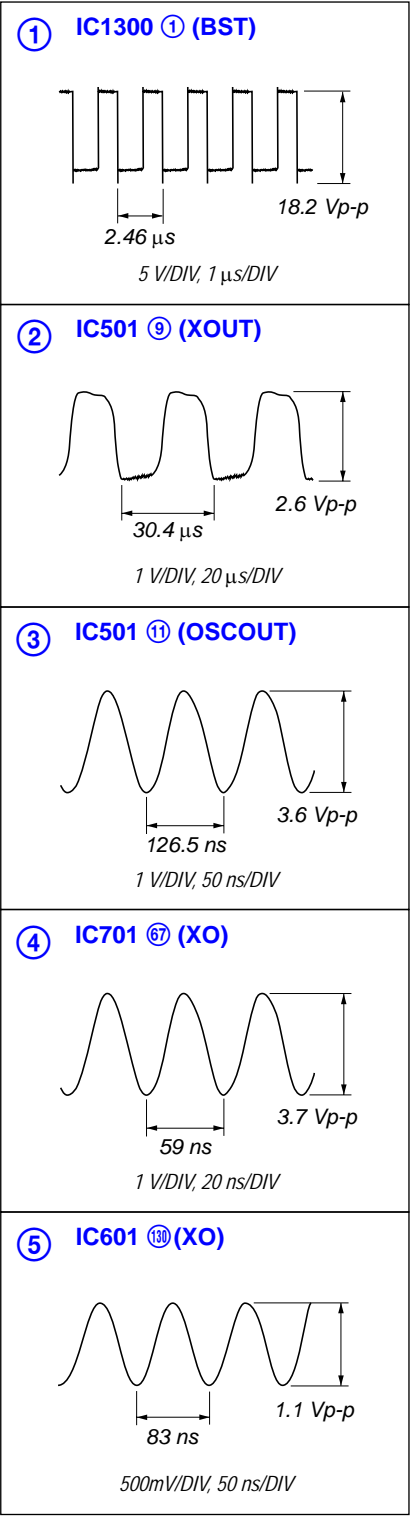 ① IC1300 ① (BST)
18.2 Vp-p
2.46 µs
5 V/DIV, 1 µs/DIV
② IC501 ⑨ (XOUT)
2.6 Vp-p
30.4 µs
1 V/DIV, 20 µs/DIV
③ IC501 ⑪ (OSCOUT)
3.6 Vp-p
126.5 ns
1 V/DIV, 50 ns/DIV
④ IC701 67 (XO)
3.7 Vp-p
59 ns
1 V/DIV, 20 ns/DIV
⑤ IC601 130 (XO)
1.1 Vp-p
83 ns
500mV/DIV, 50 ns/DIV